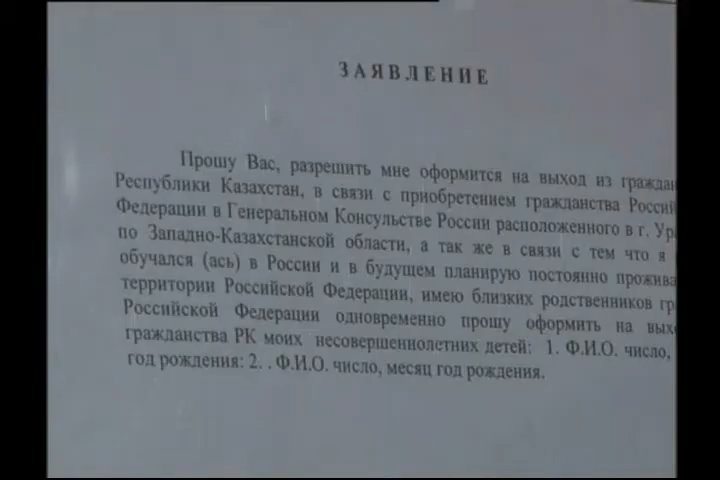 ЗАЯВЛЕНИЕ
Прошу Вас, разрешить мне оформится на выход из граждан
Республики Казахстан, в связи с приобретением гражданства Россий
Федерации в Генеральном Консульстве России расположенного в г. Ура
по Западно-Казахстанской области, а так же в связи с тем что я
обучался (ась) в России и в будущем планирую постоянно прожива
территории Российской Федерации, имею близких родственников гр
Российской Федерации одновременно прошу оформить на вых
гражданства РК моих несовершеннолетних детей: 1. Ф.И.О. число,
год рождения: 2. . Ф.И.О. число, месяц год рождения.